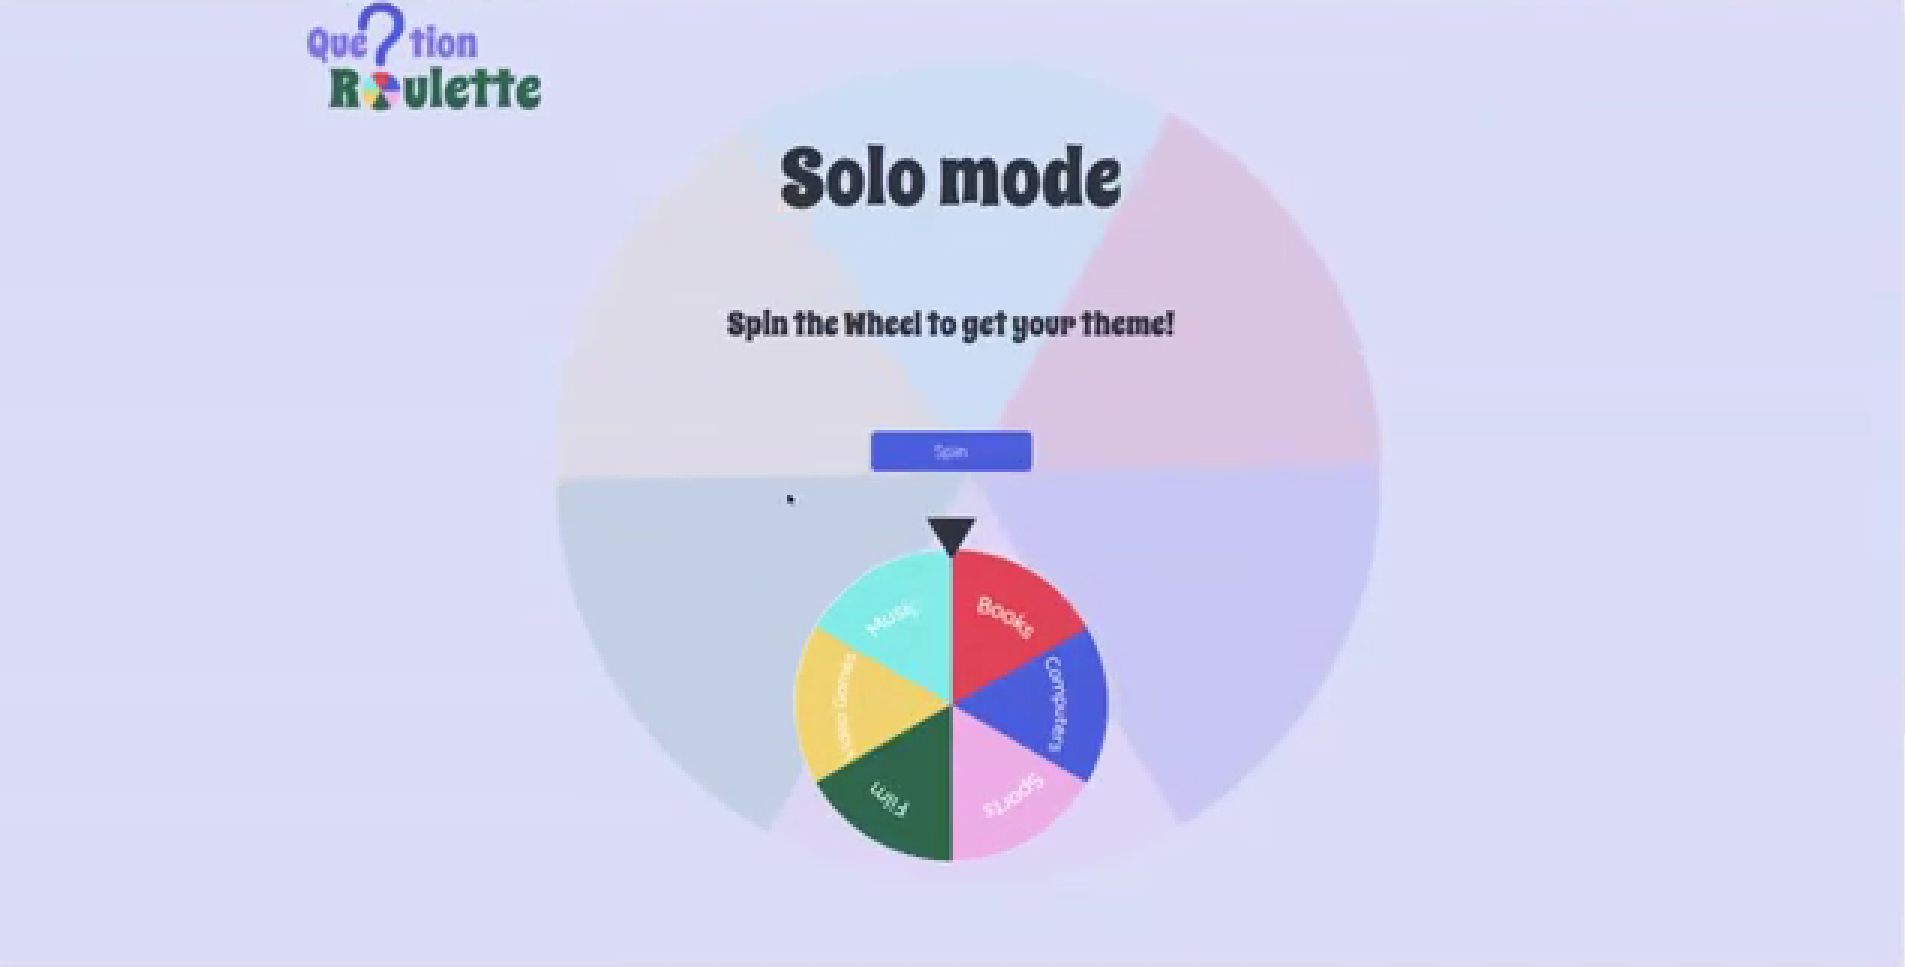 Que?tion
Roulette
Solo mode
Spin the Wheel to get your theme!
Spin
Music
Books
Video Games
Computers
Film
Sports